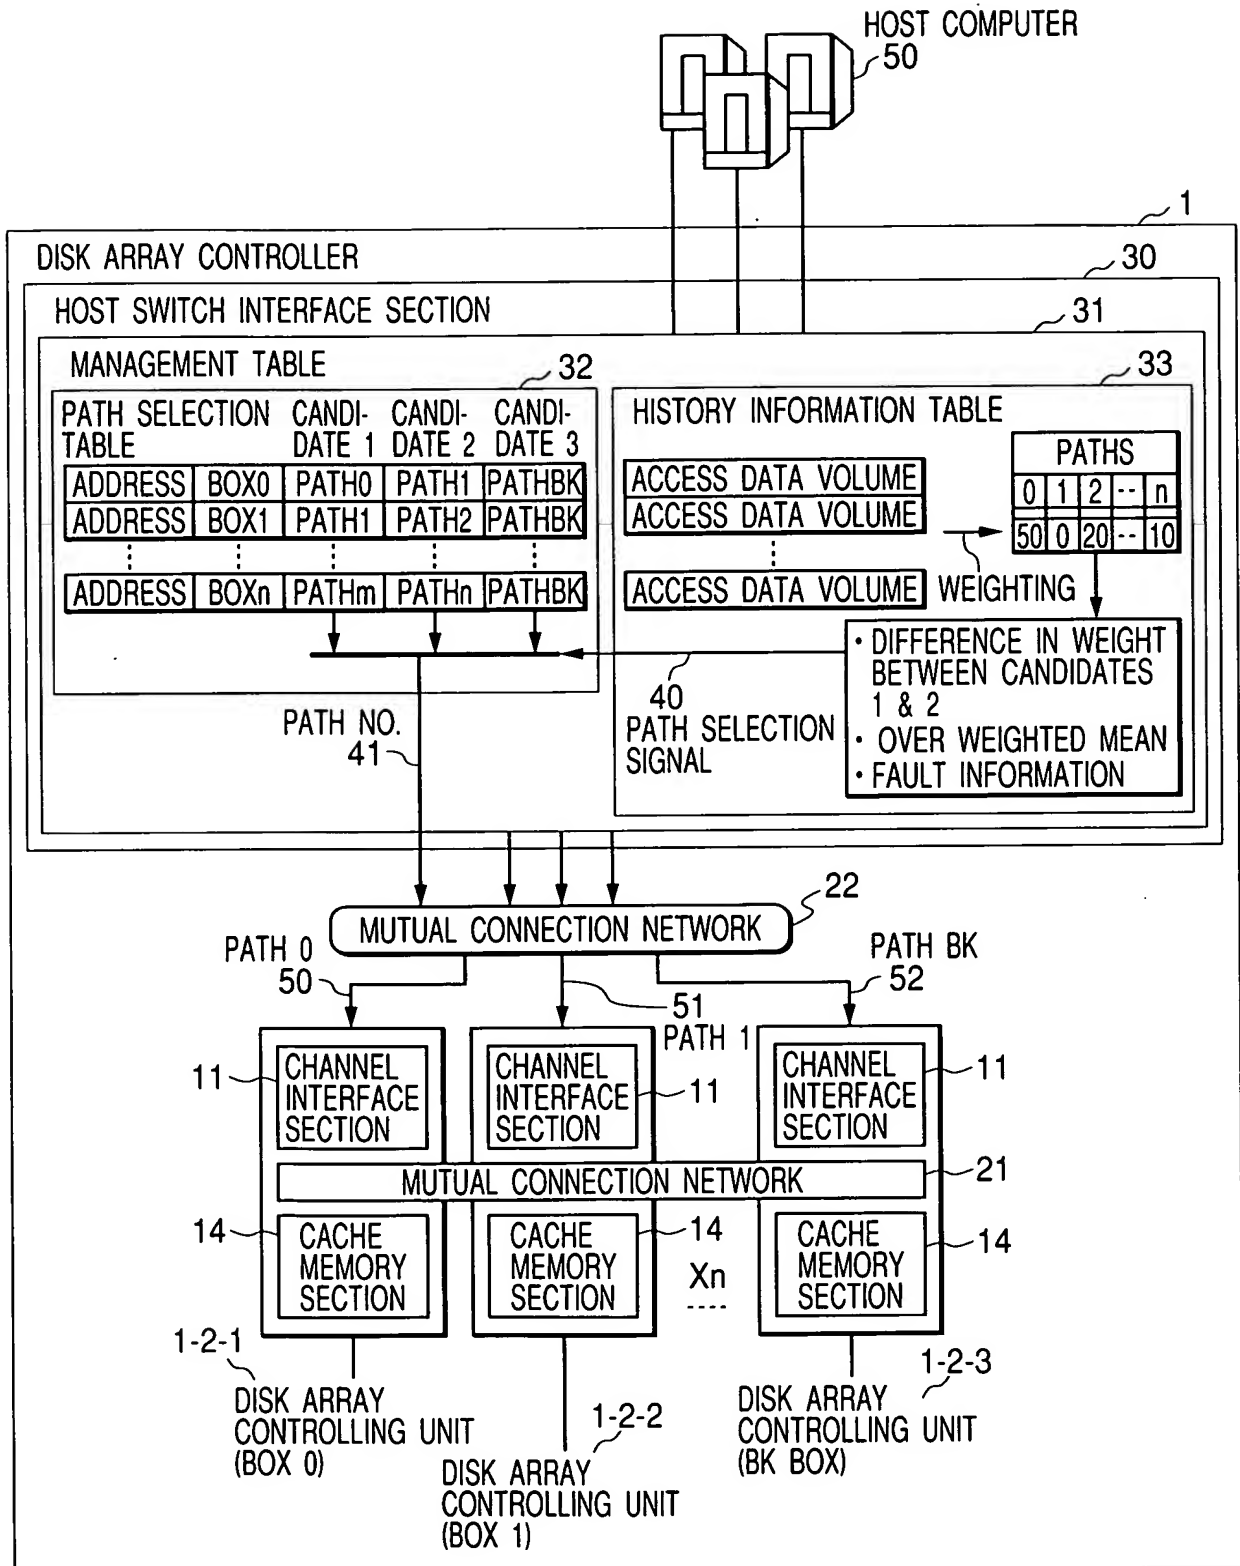 HOST COMPUTER
50
1
DISK ARRAY CONTROLLER
30
HOST SWITCH INTERFACE SECTION
31
MANAGEMENT TABLE
32
33
PATH SELECTION TABLE
CANDI-DATE 1
CANDI-DATE 2
CANDI-DATE 3
ADDRESS BOX0 PATH0 PATH1 PATHBK
ADDRESS BOX1 PATH1 PATH2 PATHBK
ADDRESS BOXn PATHm PATHn PATHBK
HISTORY INFORMATION TABLE
ACCESS DATA VOLUME
ACCESS DATA VOLUME
ACCESS DATA VOLUME
WEIGHTING
PATHS
0 1 2 -- n
50 0 20 -- 10
• DIFFERENCE IN WEIGHT
BETWEEN CANDIDATES
1 & 2
• OVER WEIGHTED MEAN
• FAULT INFORMATION
40
PATH SELECTION
SIGNAL
PATH NO.
41
22
MUTUAL CONNECTION NETWORK
PATH 0
50
51
PATH 1
PATH BK
52
11
CHANNEL
INTERFACE
SECTION
CHANNEL
INTERFACE
SECTION
11
CHANNEL
INTERFACE
SECTION
11
MUTUAL CONNECTION NETWORK
21
14
CACHE
MEMORY
SECTION
CACHE
MEMORY
SECTION
14
Xn
CACHE
MEMORY
SECTION
14
1-2-1
DISK ARRAY
CONTROLLING UNIT
(BOX 0)
1-2-2
DISK ARRAY
CONTROLLING UNIT
(BOX 1)
1-2-3
DISK ARRAY
CONTROLLING UNIT
(BK BOX)